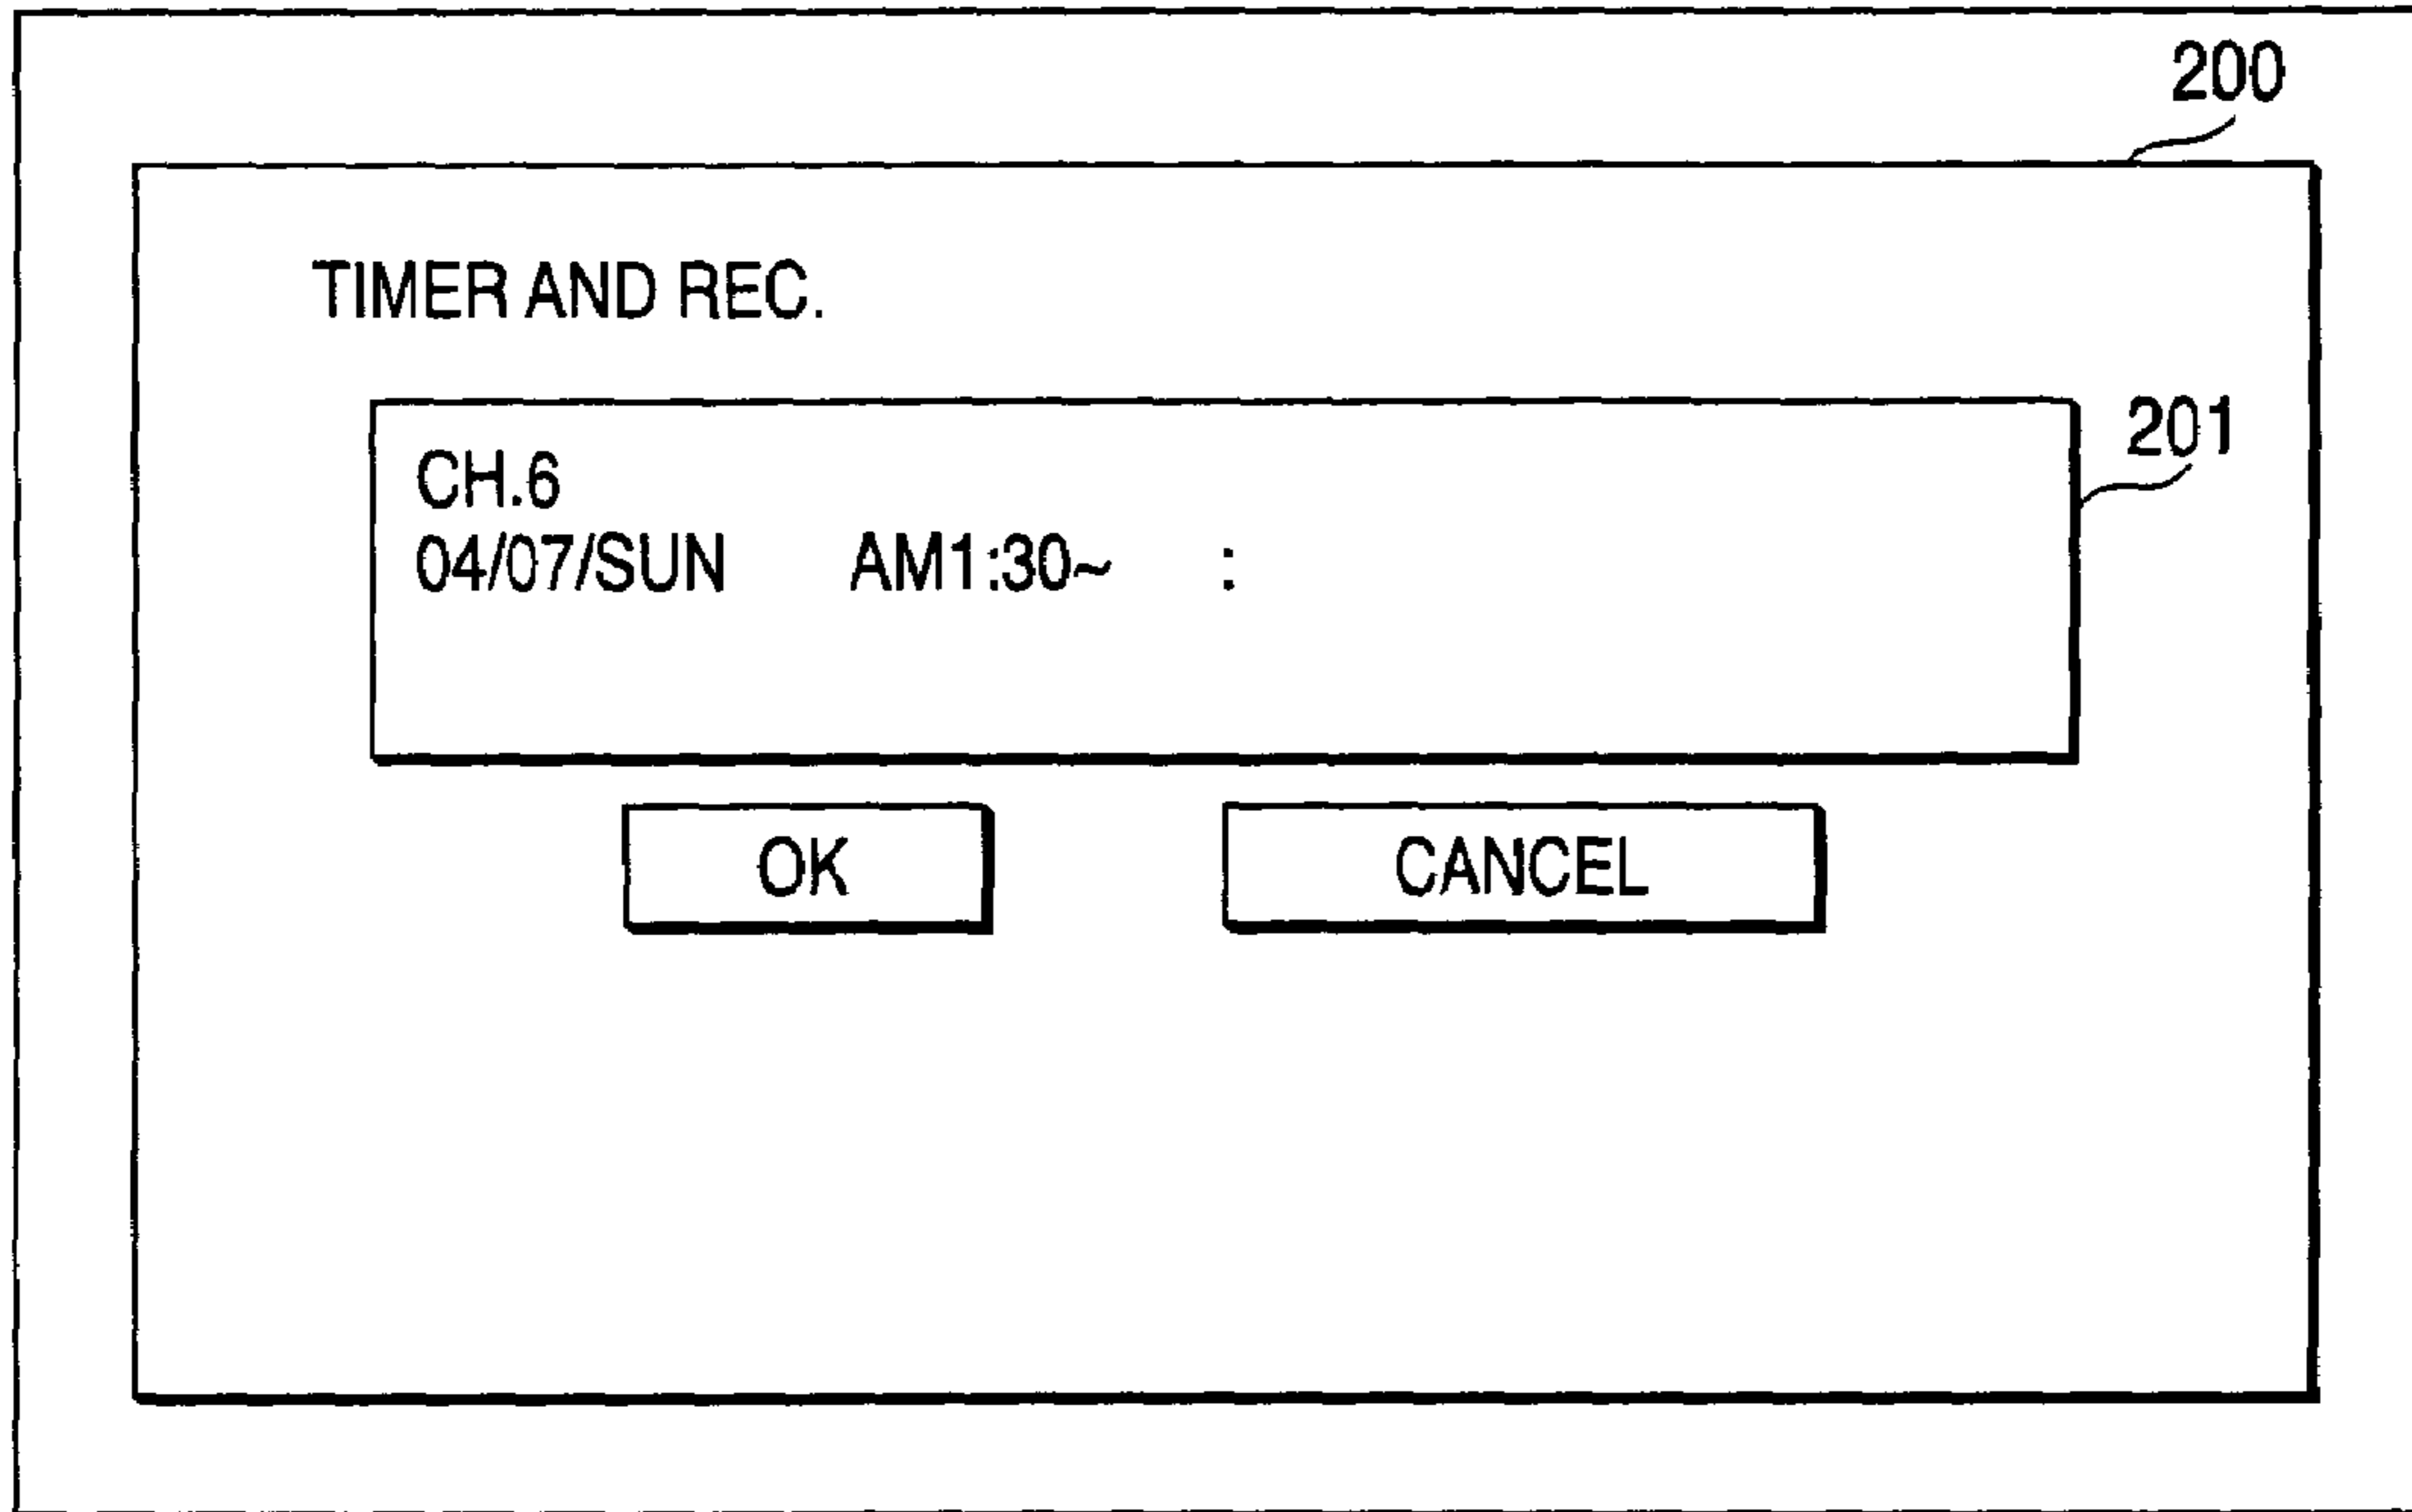 200
TIMER AND REC.
201
CH.6
04/07/SUN AM1:30~ :
OK CANCEL